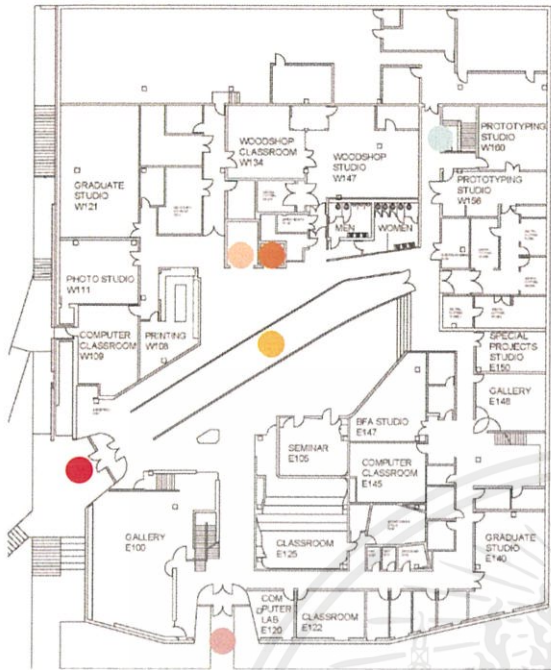 WOODSHOP
CLASSROOM
W134
WOODSHOP
STUDIO
W147
PROTOTYPING
STUDIO
W160
GRADUATE
STUDIO
W121
PROTOTYPING
STUDIO
W156
MEN
WOMEN
PHOTO STUDIO
W111
COMPUTER
CLASSROOM
W109
PRINTING
W108
SPECIAL
PROJECTS
STUDIO
E150
GALLERY
E148
BFA STUDIO
E147
SEMINAR
E105
COMPUTER
CLASSROOM
E145
GALLERY
E100
CLASSROOM
E125
GRADUATE
STUDIO
E140
COM
PUTER
LAB
E120
CLASSROOM
E122